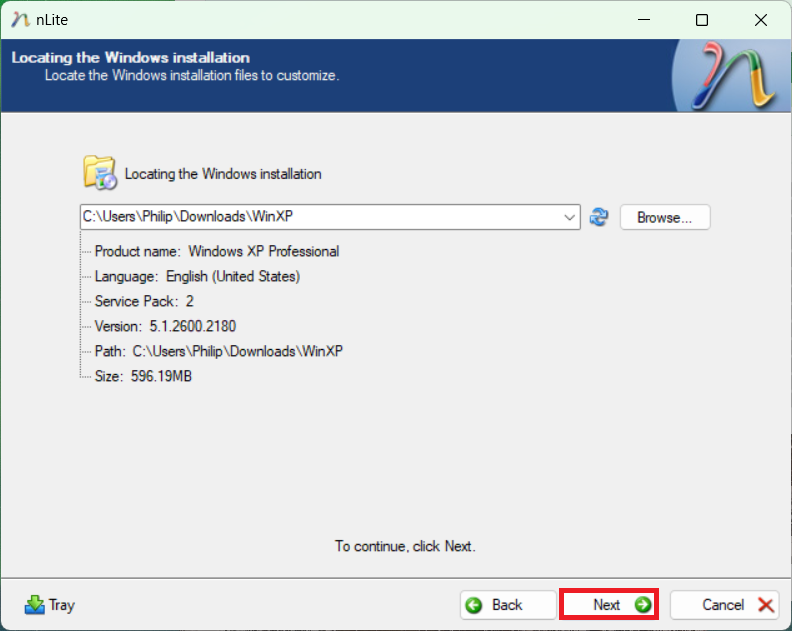 nLite
Locating the Windows installation
Locate the Windows installation files to customize.
Locating the Windows installation
C:\Users\Philip\Downloads\WinXP
Browse...
Product name: Windows XP Professional
Language: English (United States)
Service Pack: 2
Version: 5.1.2600.2180
Path: C:\Users\Philip\Downloads\WinXP
Size: 596.19MB
To continue, click Next.
Tray
Back
Next
Cancel